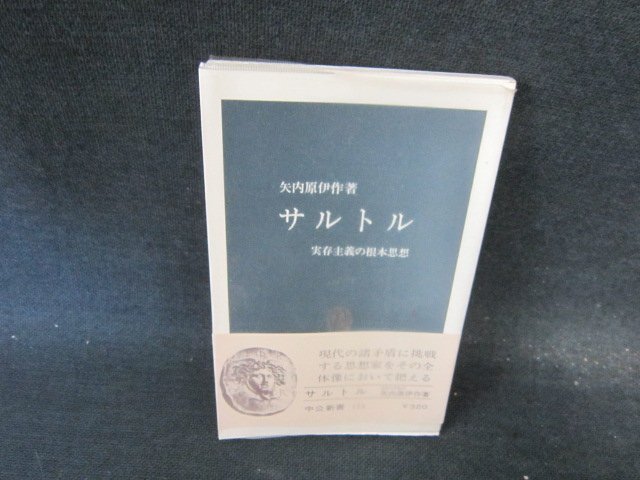 矢内原伊作著
サルトル
実存主義の根本思想
現代の諸矛盾に挑戦
する思想家をその全
体像において把える
サルトル 矢内原伊作著
中公新書 ¥380